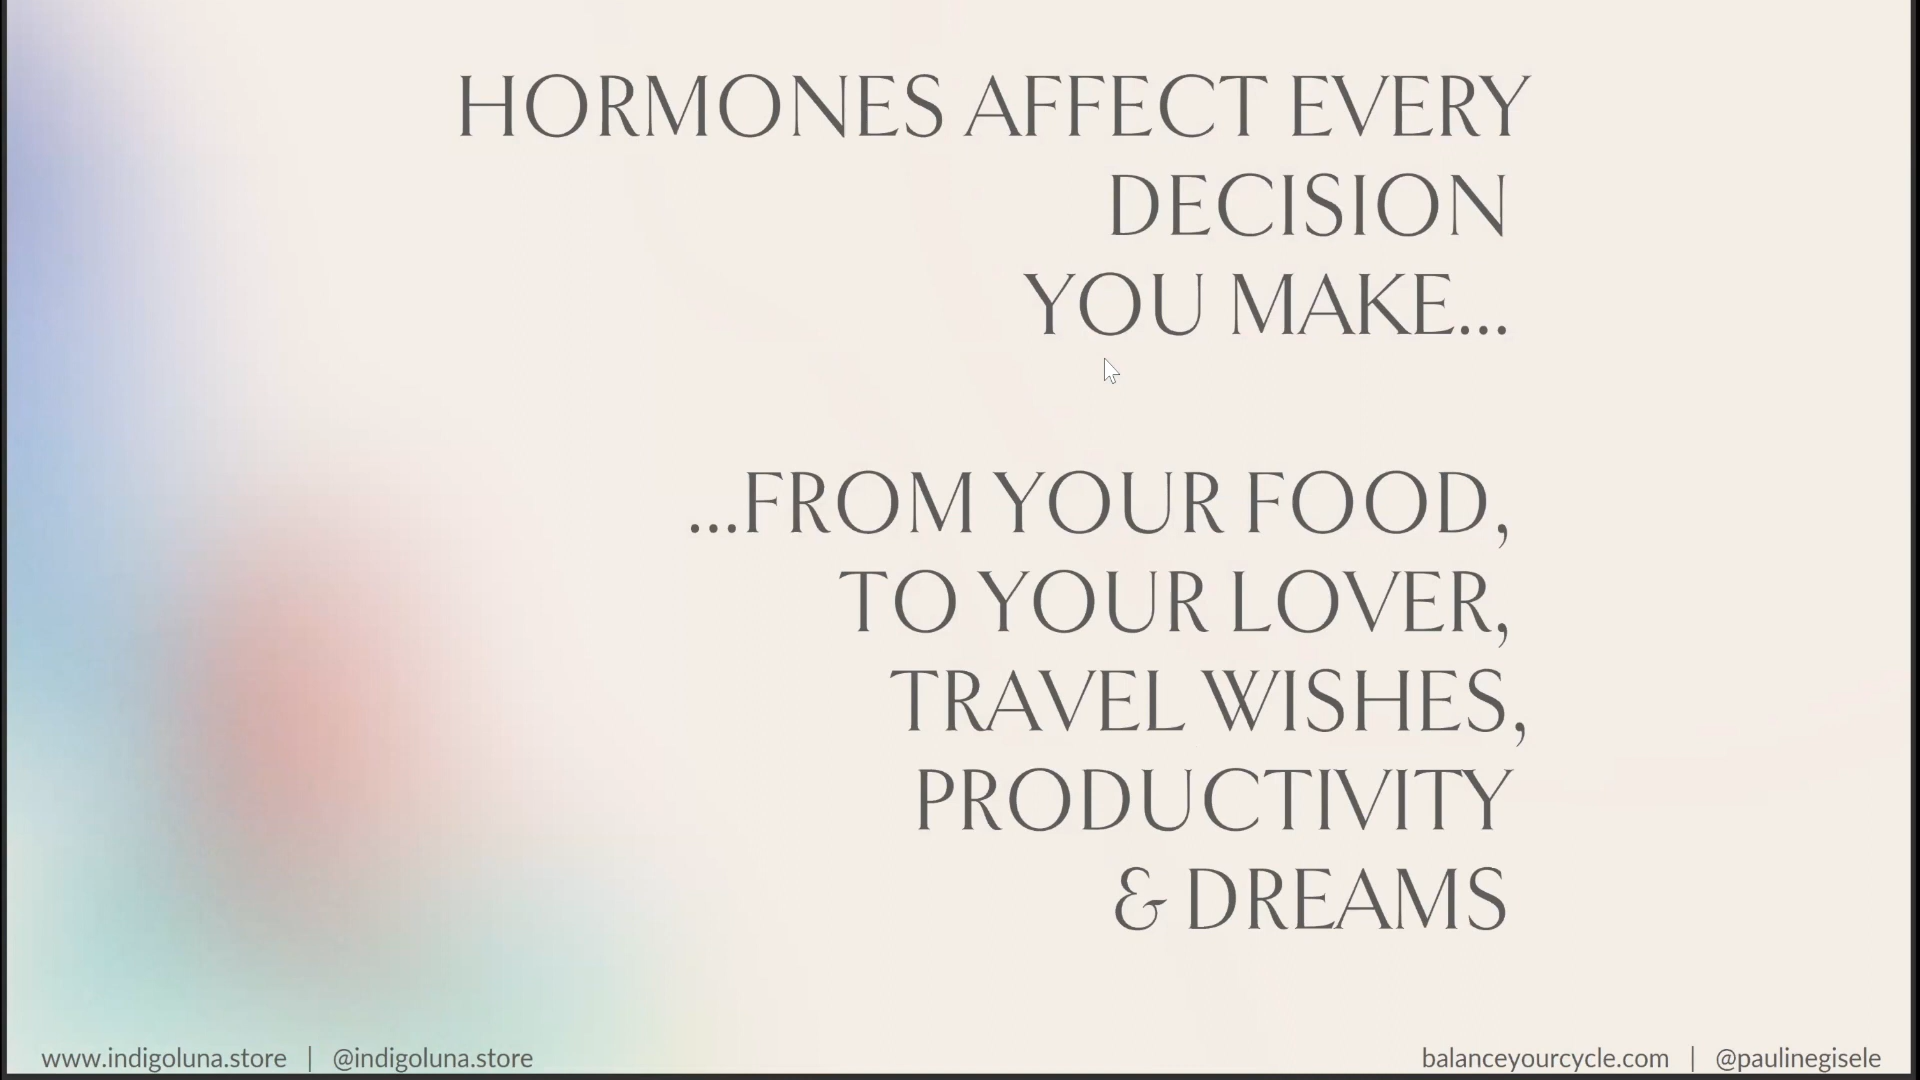 HORMONES AFFECT EVERY
DECISION
YOU MAKE...
...FROM YOUR FOOD,
TO YOUR LOVER,
TRAVEL WISHES,
PRODUCTIVITY
& DREAMS
www.indigoluna.store | @indigoluna.store
balanceyourcycle.com | @paulinegisele